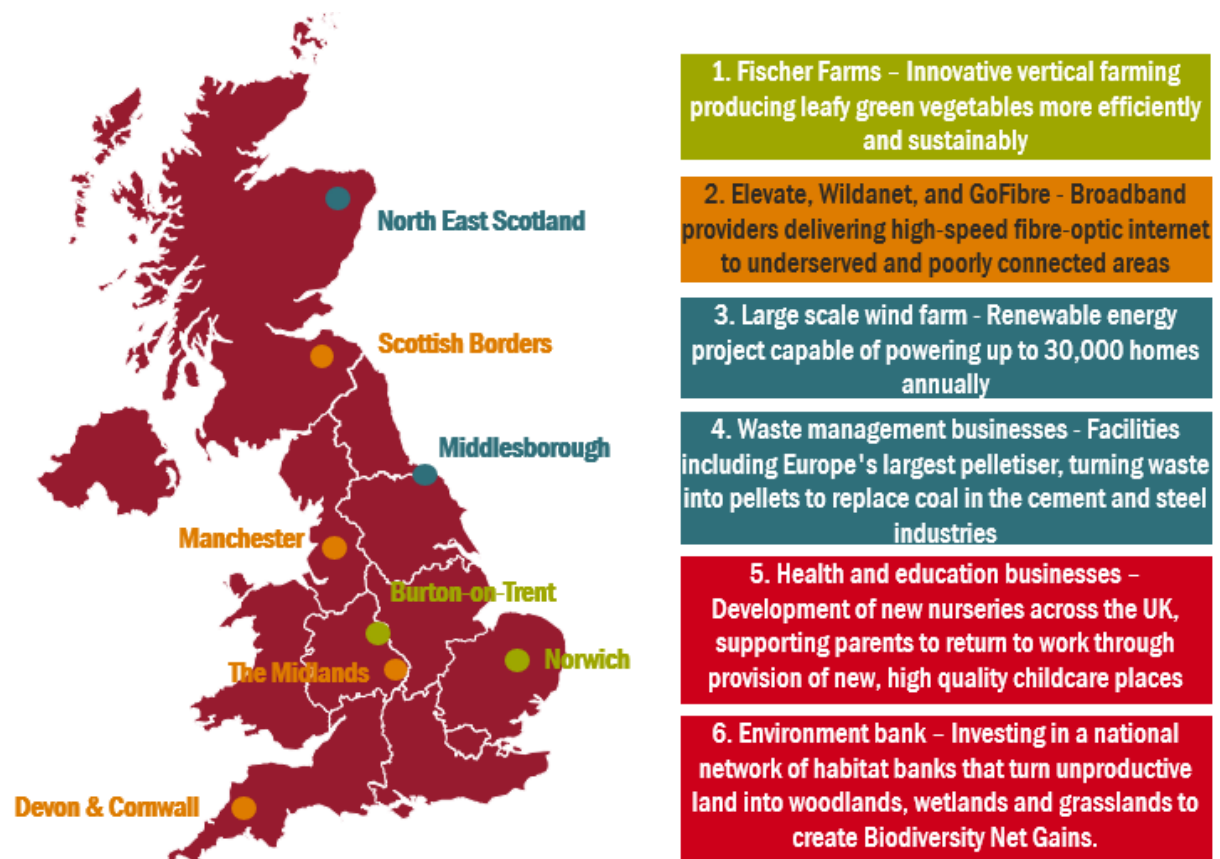 North East Scotland
Scottish Borders
Middlesborough
Manchester
Burton-on-Trent
The Midlands
Norwich
Devon & Cornwall
1. Fischer Farms – Innovative vertical farming
producing leafy green vegetables more efficiently
and sustainably
2. Elevate, Wildanet, and GoFibre - Broadband
providers delivering high-speed fibre-optic internet
to underserved and poorly connected areas
3. Large scale wind farm - Renewable energy
project capable of powering up to 30,000 homes
annually
4. Waste management businesses - Facilities
including Europe's largest pelletiser, turning waste
into pellets to replace coal in the cement and steel
industries
5. Health and education businesses –
Development of new nurseries across the UK,
supporting parents to return to work through
provision of new, high quality childcare places
6. Environment bank – Investing in a national
network of habitat banks that turn unproductive
land into woodlands, wetlands and grasslands to
create Biodiversity Net Gains.